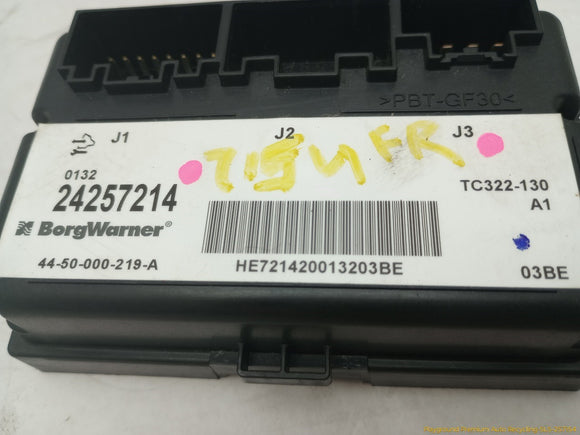 >PBT-GF30<
J1
J2
J3
0132
24257214
TC322-130
A1
BorgWarner®
44-50-000-219-A
HE721420013203BE
03BE